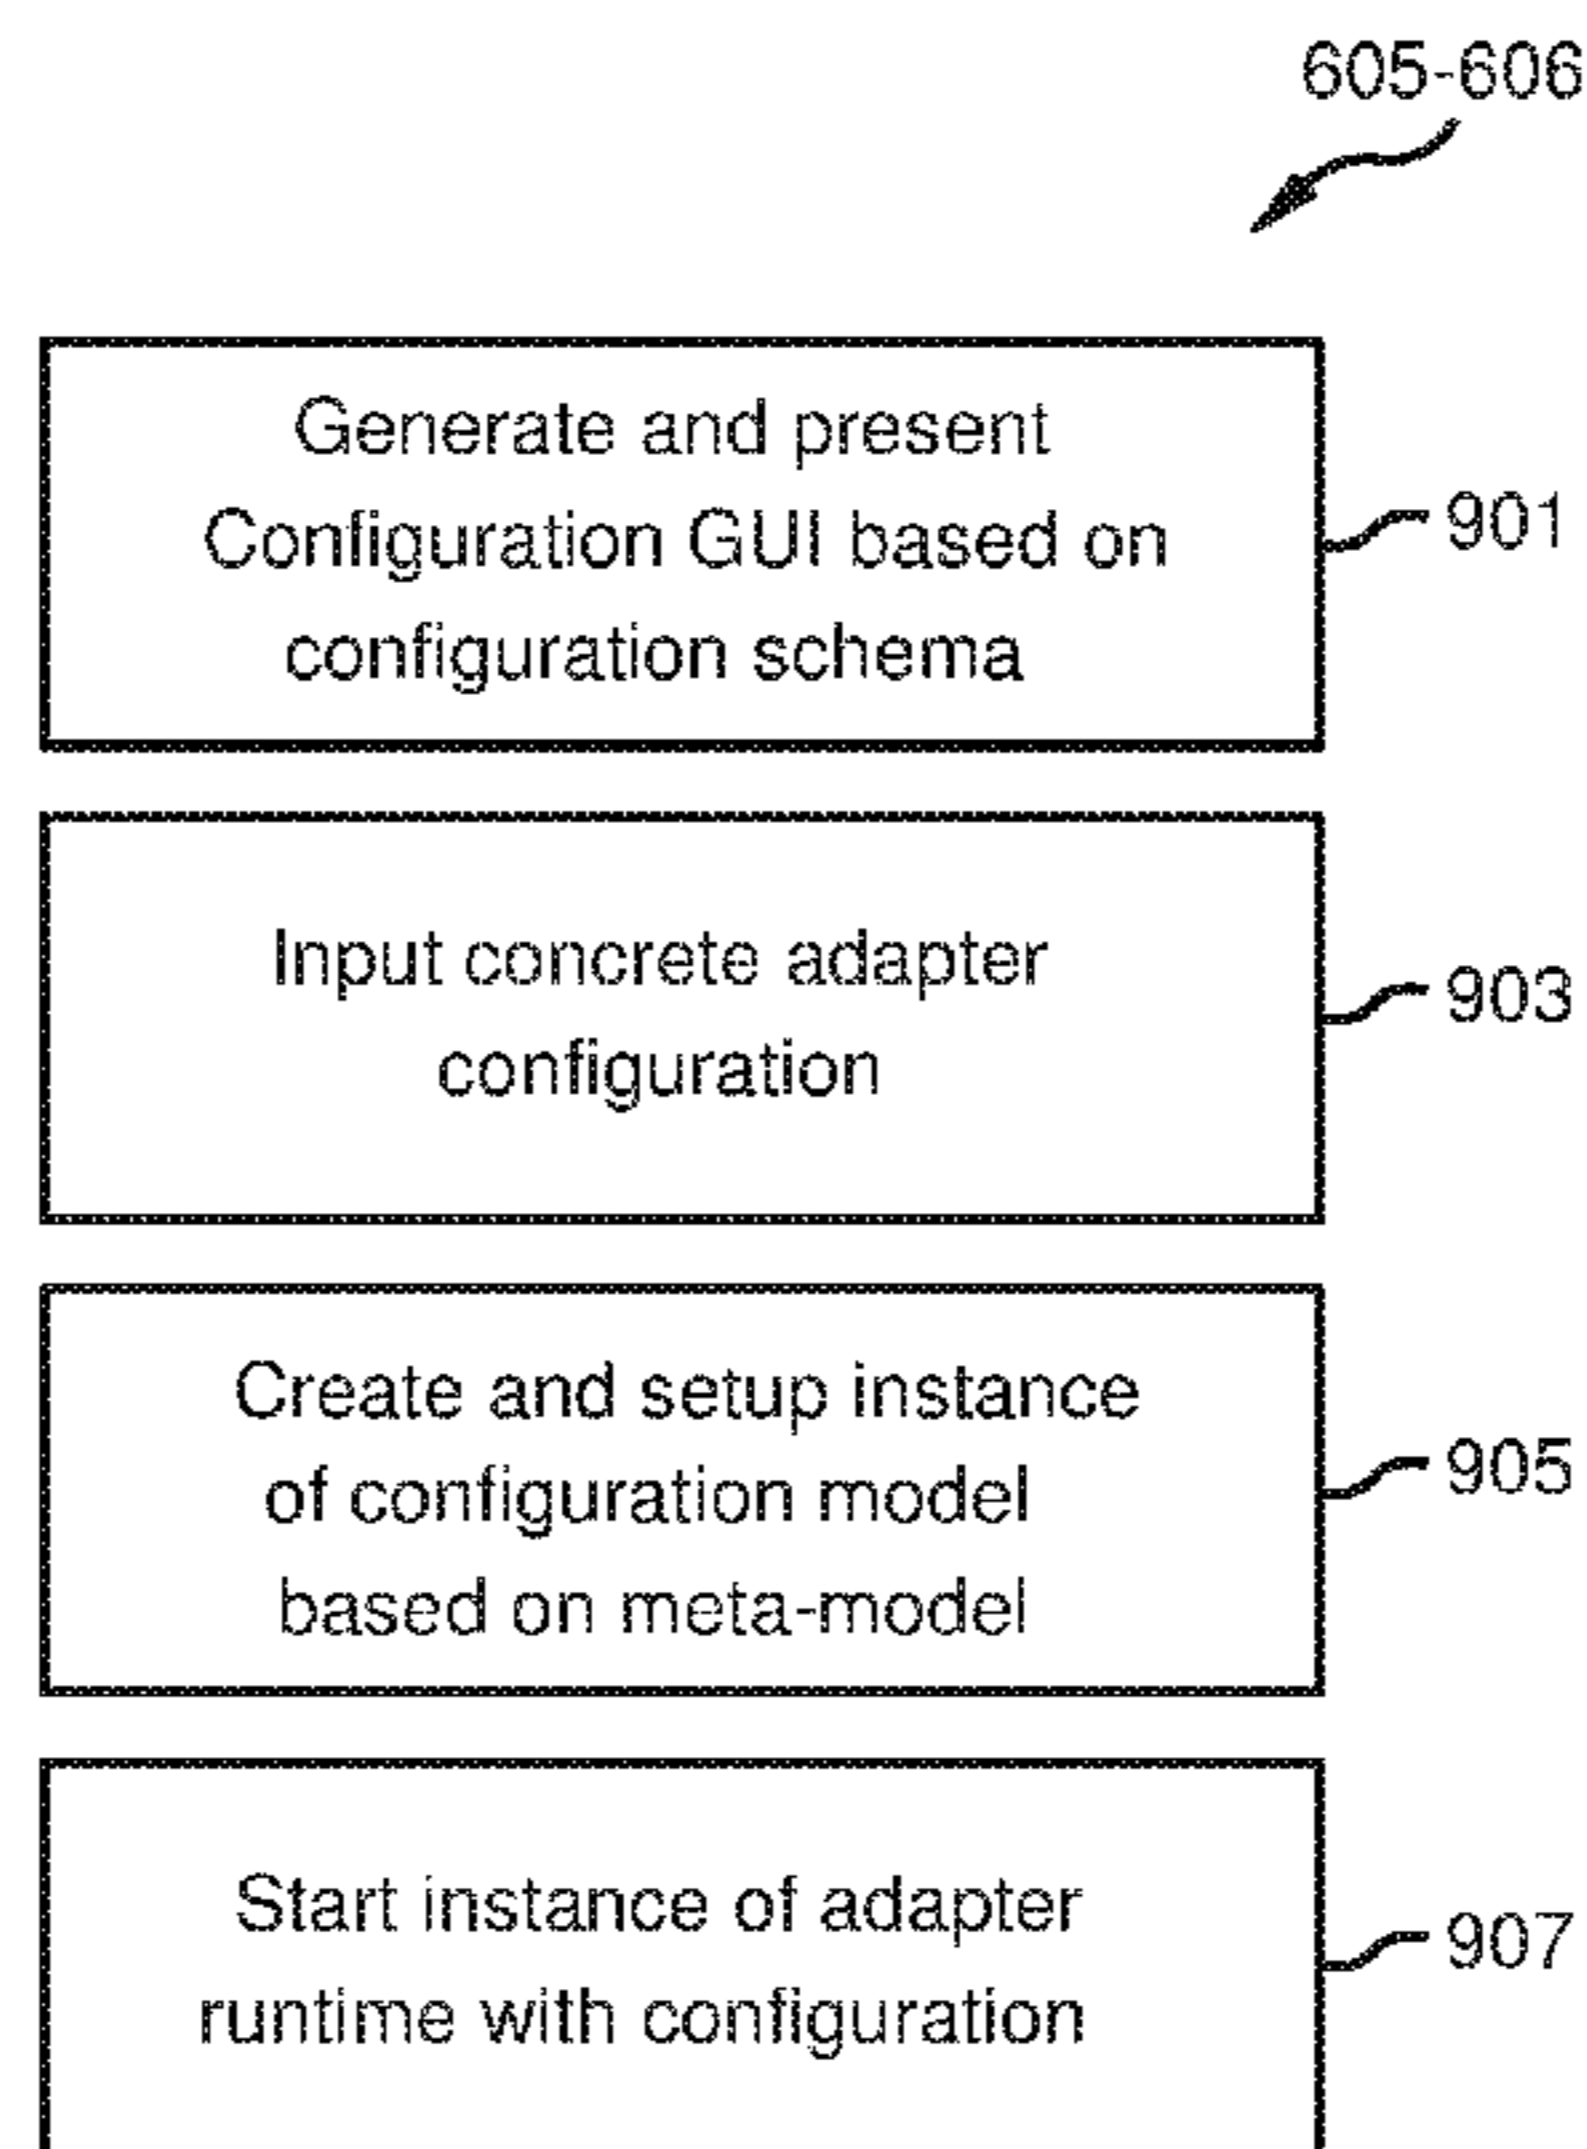 605-606
Generate and present
Configuration GUI based on
configuration schema
901
Input concrete adapter
configuration
903
Create and setup instance
of configuration model
based on meta-model
905
Start instance of adapter
runtime with configuration
907